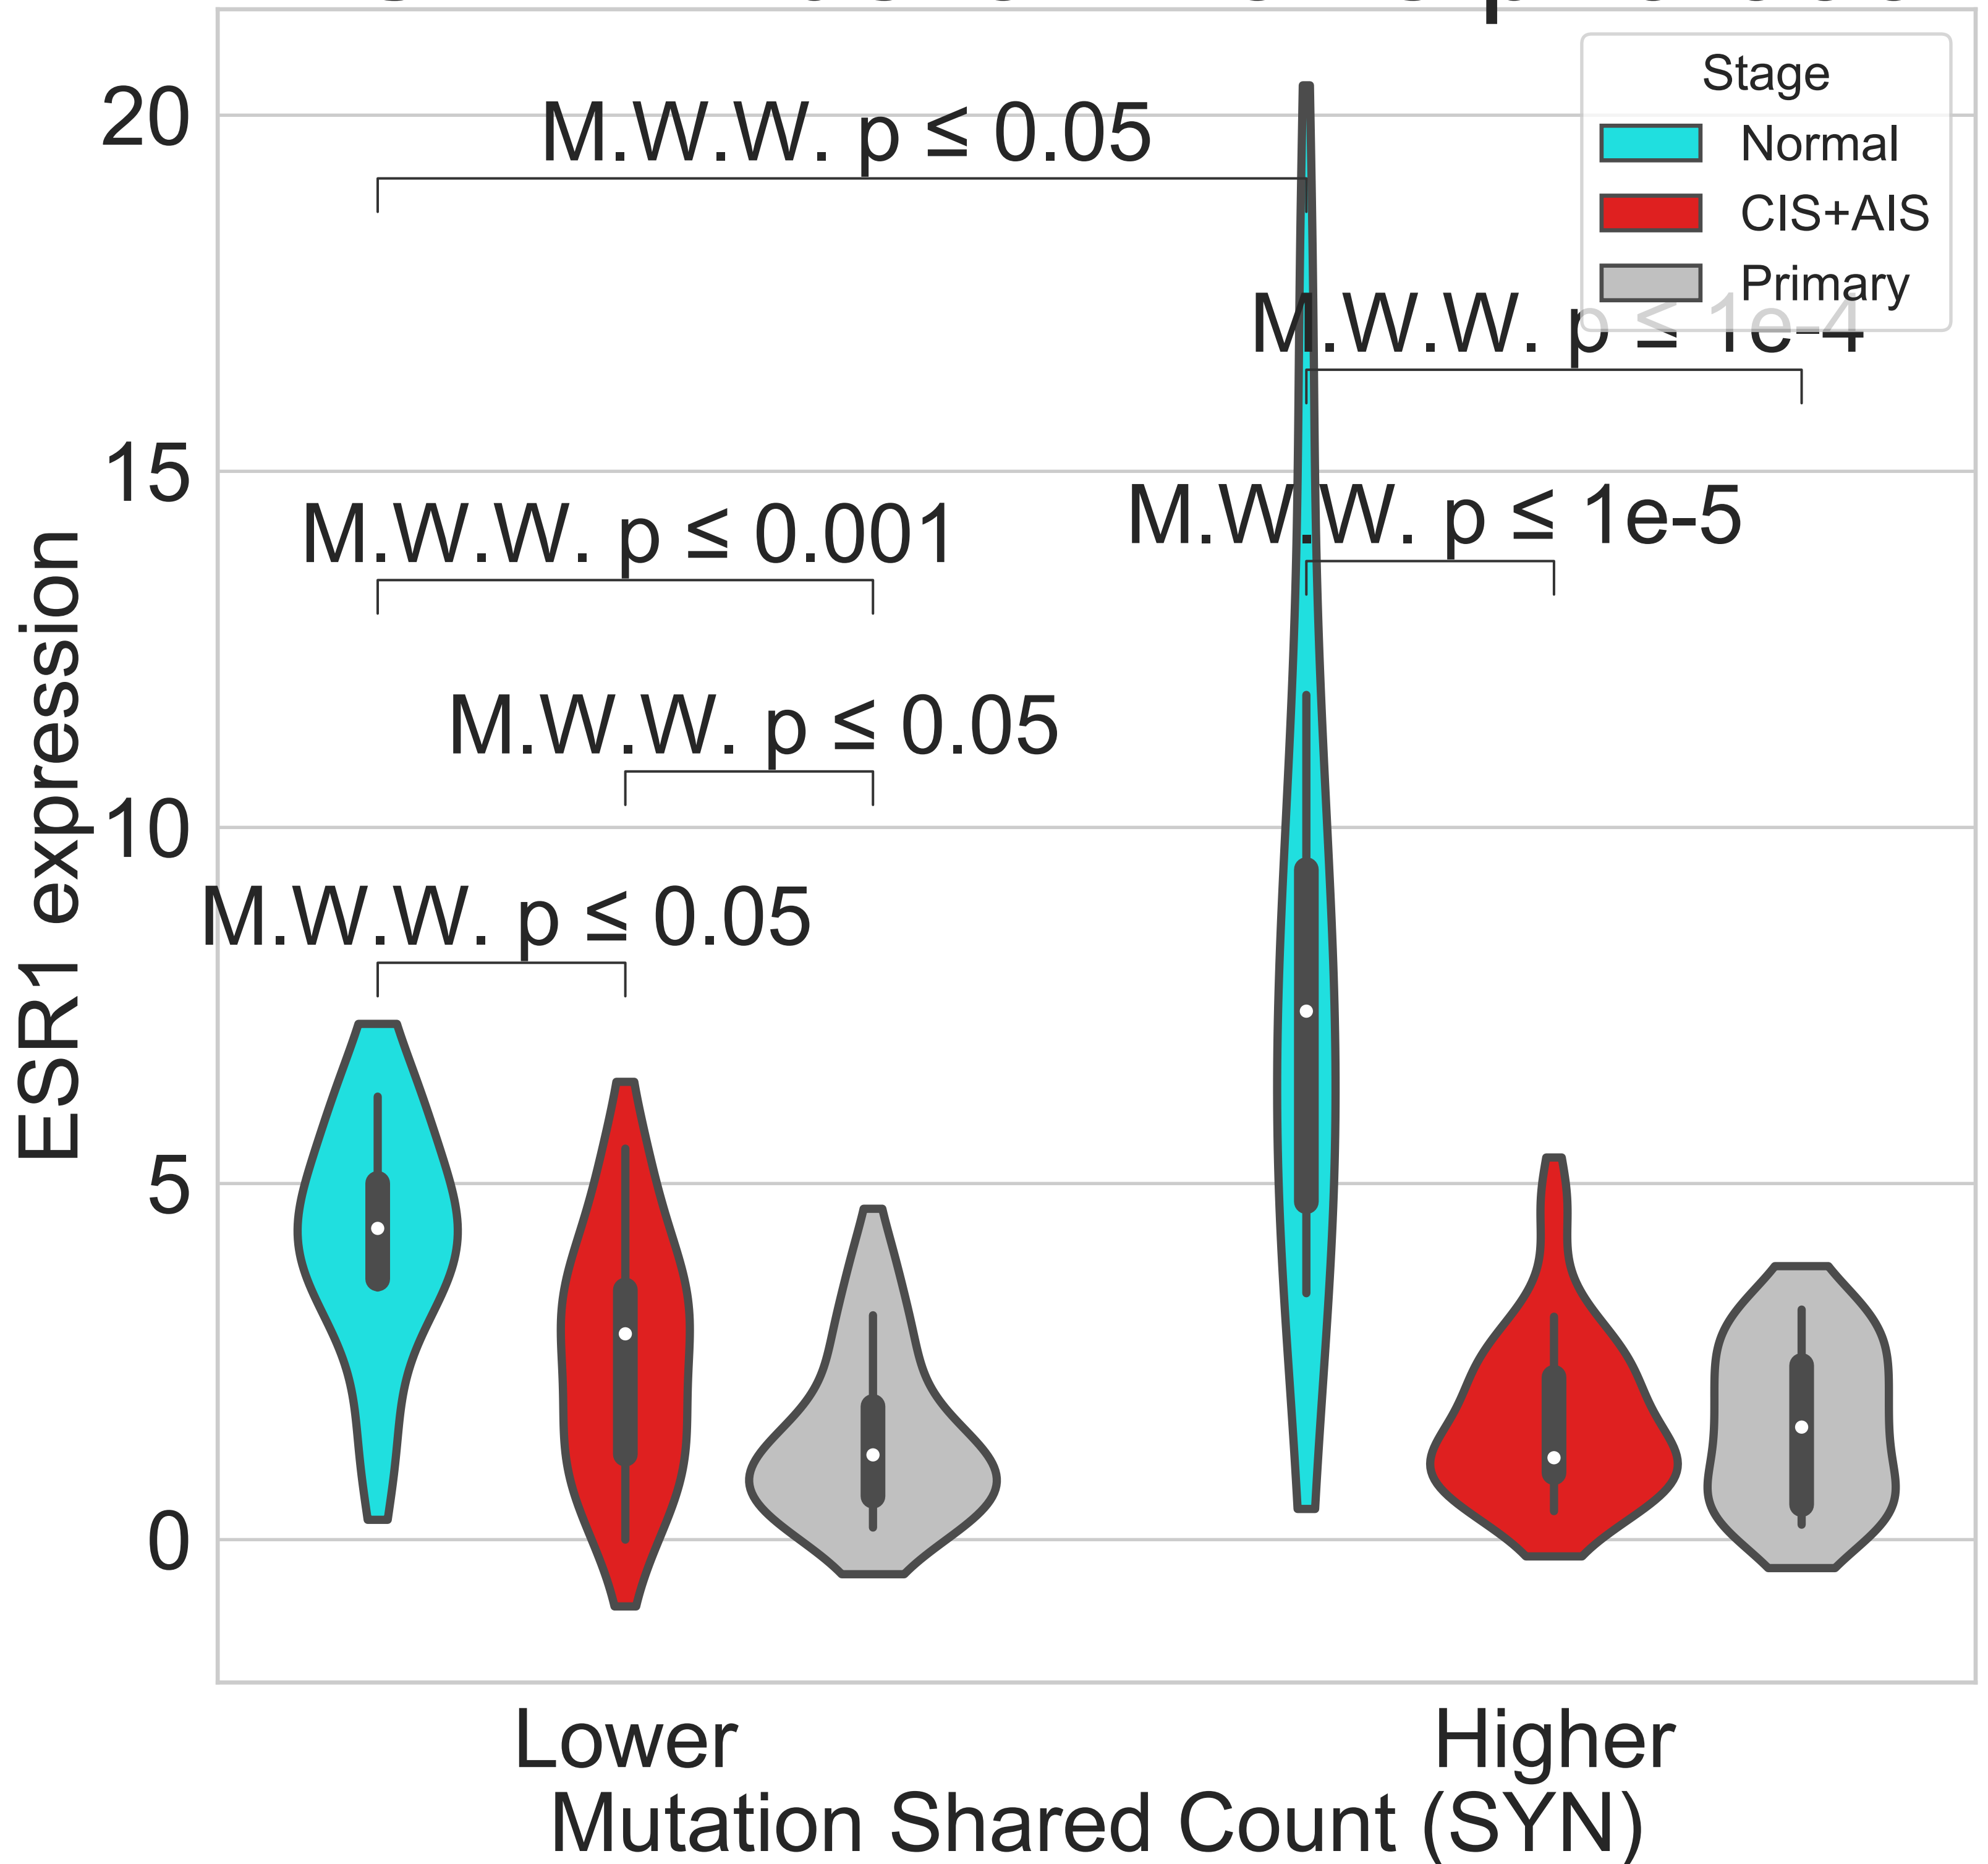 Stage
Normal
CIS+AIS
Primary
M.W.W. p ≤ 0.05
M.W.W. p ≤ 1e-4
M.W.W. p ≤ 0.001
M.W.W. p ≤ 1e-5
M.W.W. p ≤ 0.05
M.W.W. p ≤ 0.05
20
15
10
5
0
ESR1 expression
Lower
Higher
Mutation Shared Count (SYN)